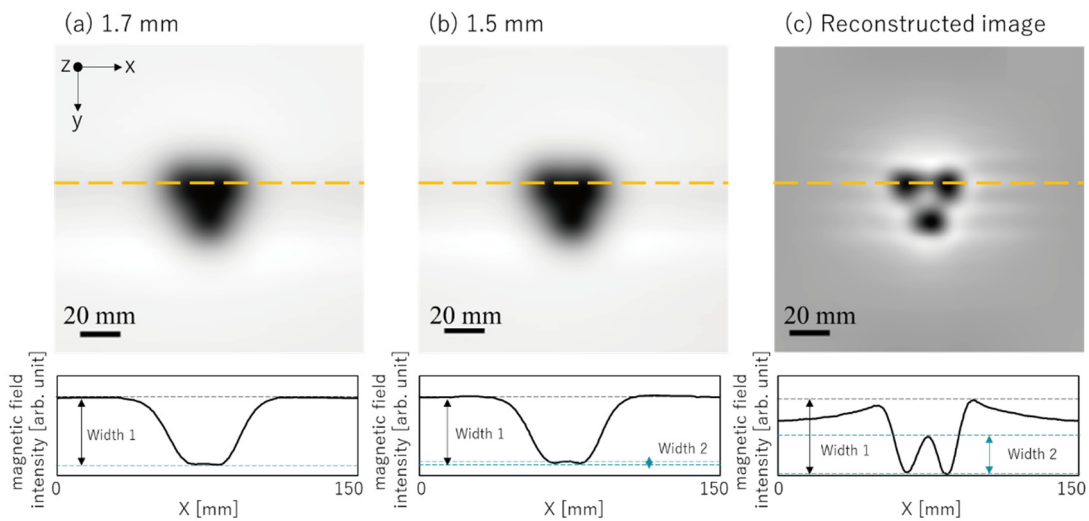 (a) 1.7 mm
(b) 1.5 mm
(c) Reconstructed image
z
x
y
20 mm
20 mm
20 mm
magnetic field
intensity [arb. unit]
Width 1
0
150
X [mm]
magnetic field
intensity [arb. unit]
Width 1
Width 2
0
150
X [mm]
magnetic field
intensity [arb. unit]
Width 1
Width 2
0
150
X [mm]